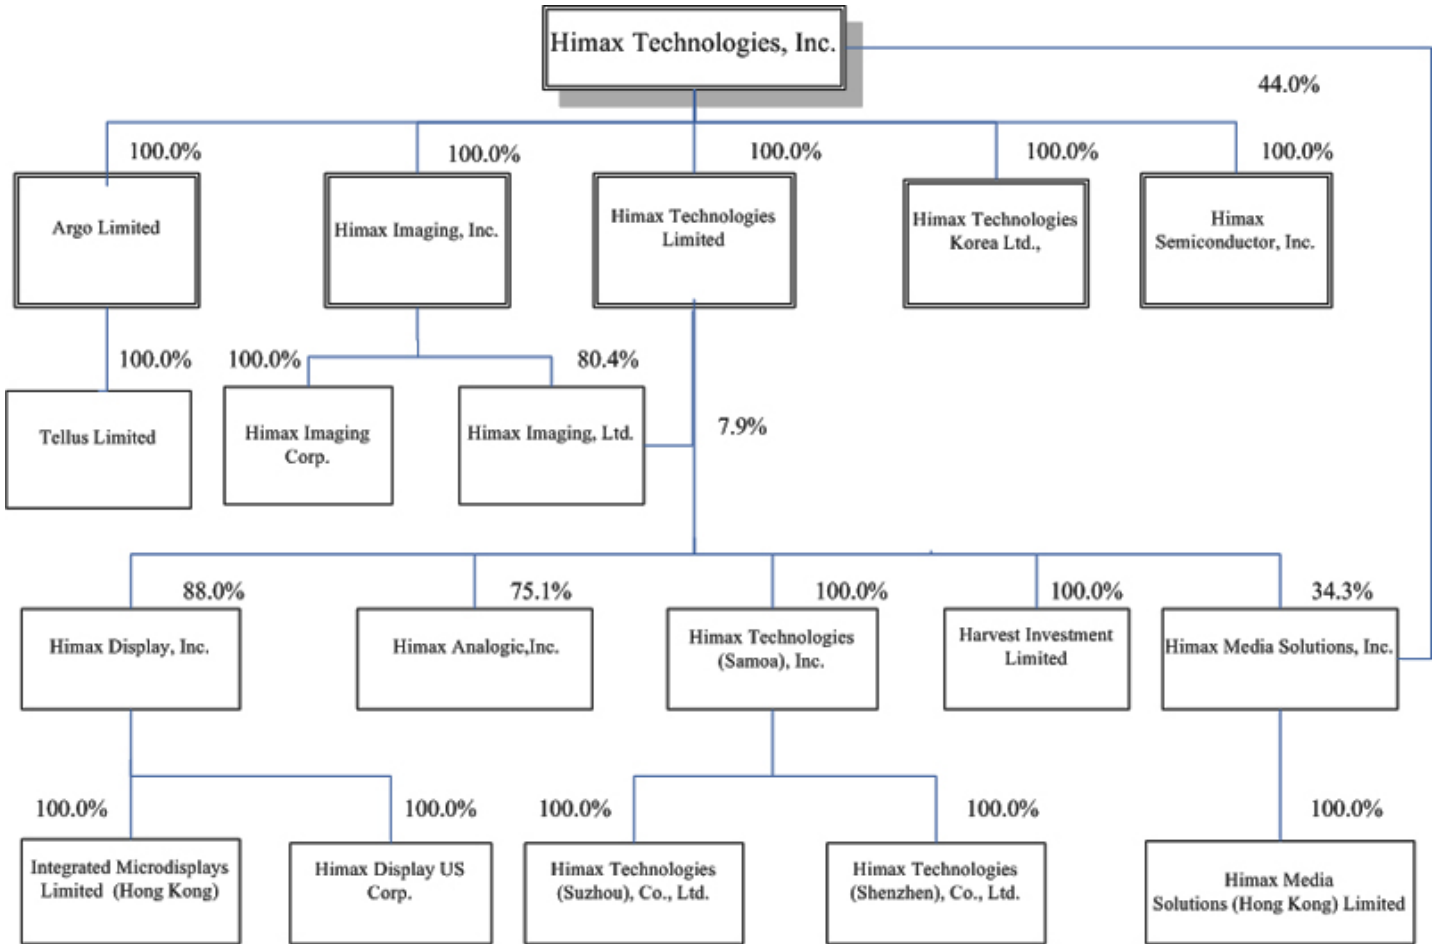 Himax Technologies, Inc.
44.0%
100.0%
100.0%
100.0%
100.0%
100.0%
Argo Limited
Himax Imaging, Inc.
Himax Technologies
Limited
Himax Technologies
Korea Ltd.,
Himax
Semiconductor, Inc.
100.0%
100.0%
80.4%
7.9%
Tellus Limited
Himax Imaging
Corp.
Himax Imaging, Ltd.
88.0%
75.1%
100.0%
100.0%
34.3%
Himax Display, Inc.
Himax Analogic,Inc.
Himax Technologies
(Samoa), Inc.
Harvest Investment
Limited
Himax Media Solutions, Inc.
100.0%
100.0%
100.0%
100.0%
100.0%
Integrated Microdisplays
Limited (Hong Kong)
Himax Display US
Corp.
Himax Technologies
(Suzhou), Co., Ltd.
Himax Technologies
(Shenzhen), Co., Ltd.
Himax Media
Solutions (Hong Kong) Limited